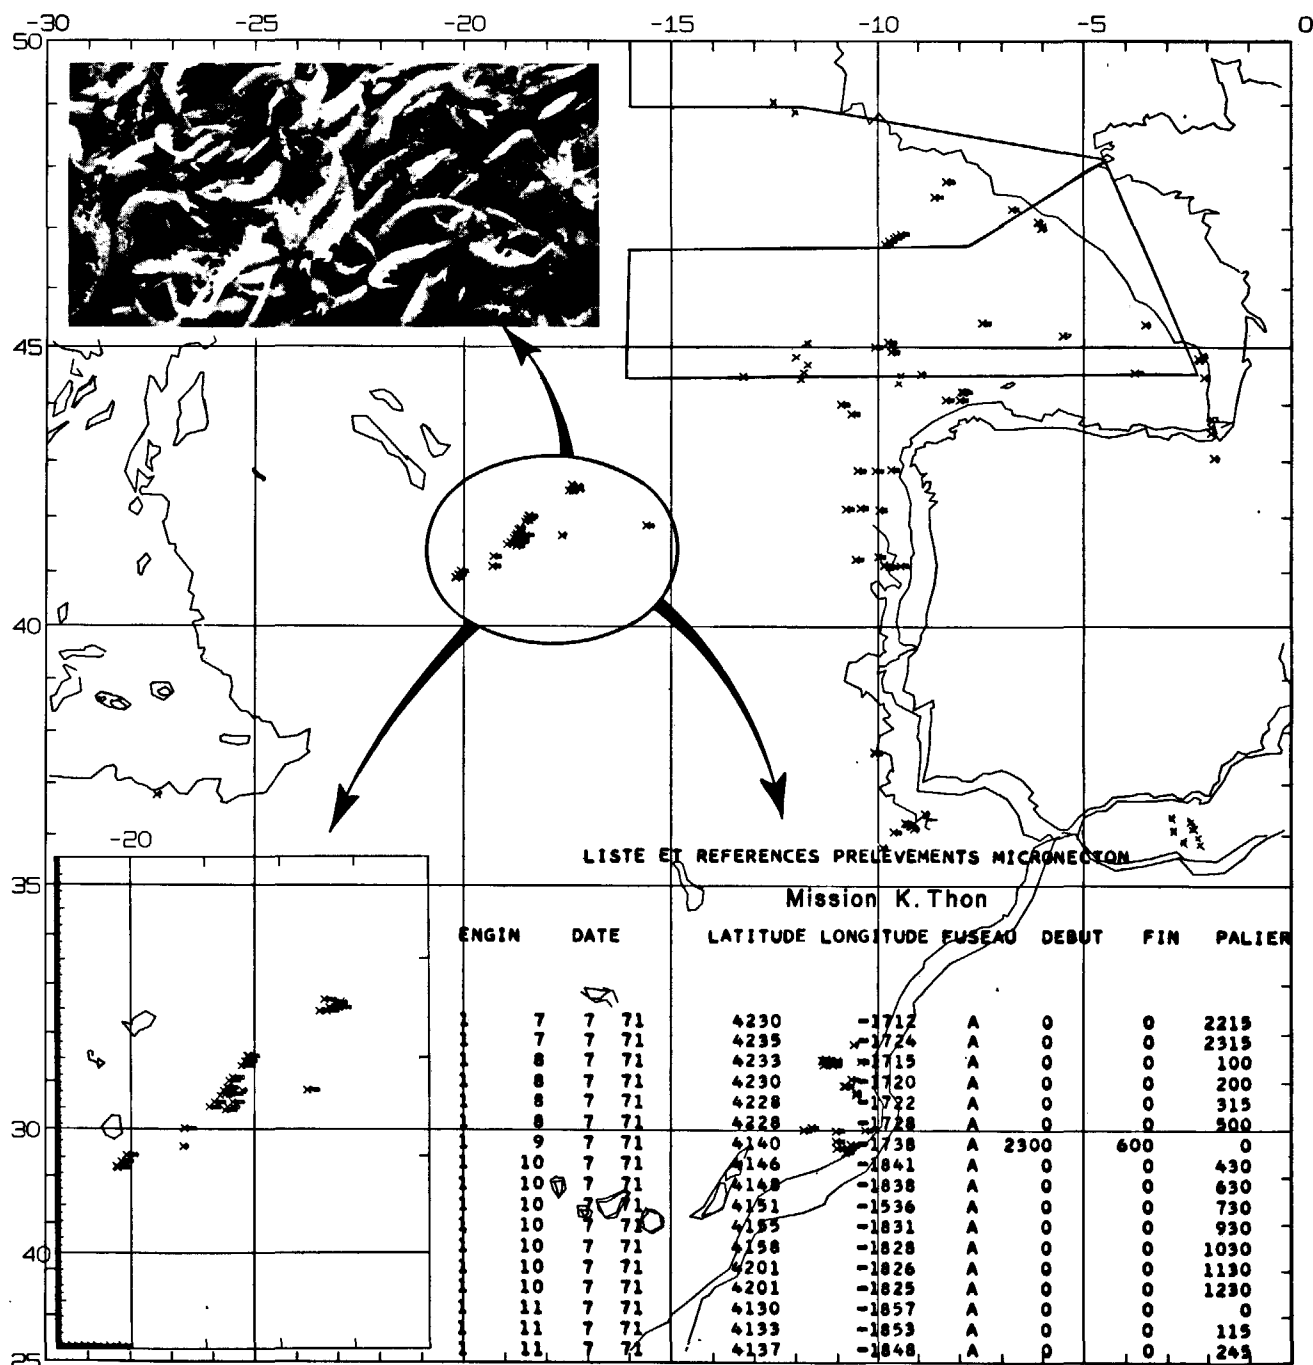 -30 -25 -20 -15 -10 -5 0
50
45
40
35
30
25
-20
40
LISTE ET REFERENCES PRELEVEMENTS MICRONECTON
Mission K. Thon
ENGIN DATE LATITUDE LONGITUDE FUSEAU DEBUT FIN PALIER
1 7 7 71 4230 -1712 A 0 0 2215
1 7 7 71 4235 -1724 A 0 0 2315
1 8 7 71 4233 -1715 A 0 0 100
1 8 7 71 4230 -1720 A 0 0 200
1 8 7 71 4228 -1722 A 0 0 315
1 8 7 71 4228 -1728 A 0 0 500
1 9 7 71 4140 -1738 A 2300 600 0
1 10 7 71 4146 -1841 A 0 0 430
1 10 7 71 4148 -1838 A 0 0 630
1 10 7 71 4151 -1536 A 0 0 730
1 10 7 71 4155 -1831 A 0 0 930
1 10 7 71 4158 -1828 A 0 0 1030
1 10 7 71 4201 -1826 A 0 0 1130
1 10 7 71 4201 -1825 A 0 0 1230
1 11 7 71 4130 -1857 A 0 0 0
1 11 7 71 4133 -1853 A 0 0 115
1 11 7 71 4137 -1848 A 0 0 245